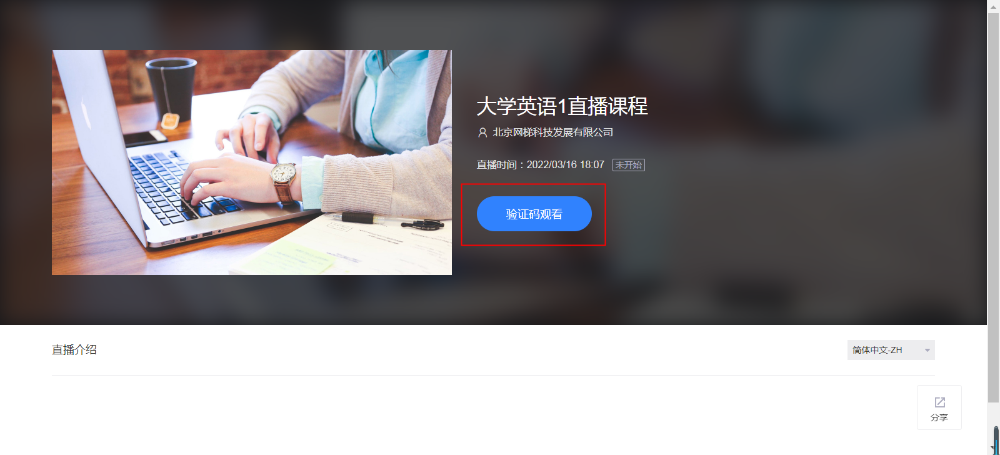 大学英语1直播课程
北京网梯科技发展有限公司
直播时间：2022/03/16 18:07 未开始
验证码观看
直播介绍
简体中文-ZH
分享